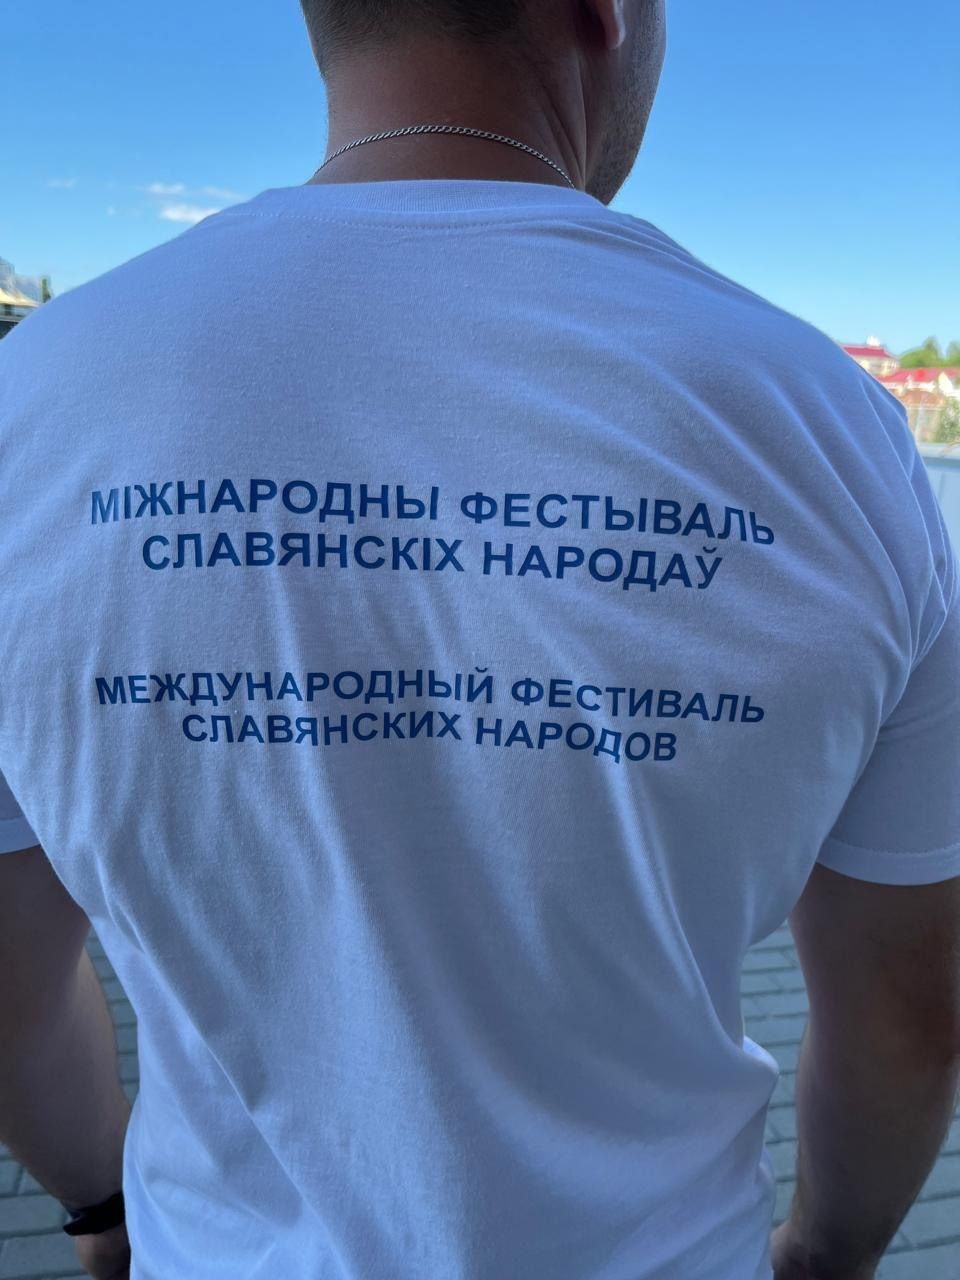 МІЖНАРОДНЫ ФЕСТЫВАЛЬ
СЛАВЯНСКІХ НАРОДАЎ
МЕЖДУНАРОДНЫЙ ФЕСТИВАЛЬ
СЛАВЯНСКИХ НАРОДОВ